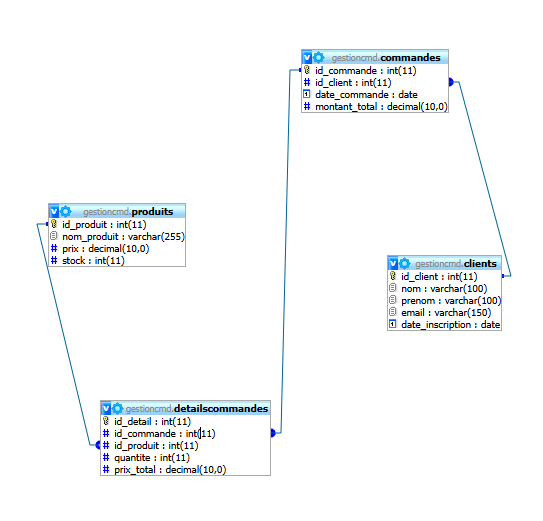 gestioncmd.commandes
id_commande : int(11)
id_client : int(11)
date_commande : date
montant_total : decimal(10,0)
gestioncmd.produits
id_produit : int(11)
nom_produit : varchar(255)
prix : decimal(10,0)
stock : int(11)
gestioncmd.clients
id_client : int(11)
nom : varchar(100)
prenom : varchar(100)
email : varchar(150)
date_inscription : date
gestioncmd.detailscommandes
id_detail : int(11)
id_commande : int(11)
id_produit : int(11)
quantite : int(11)
prix_total : decimal(10,0)